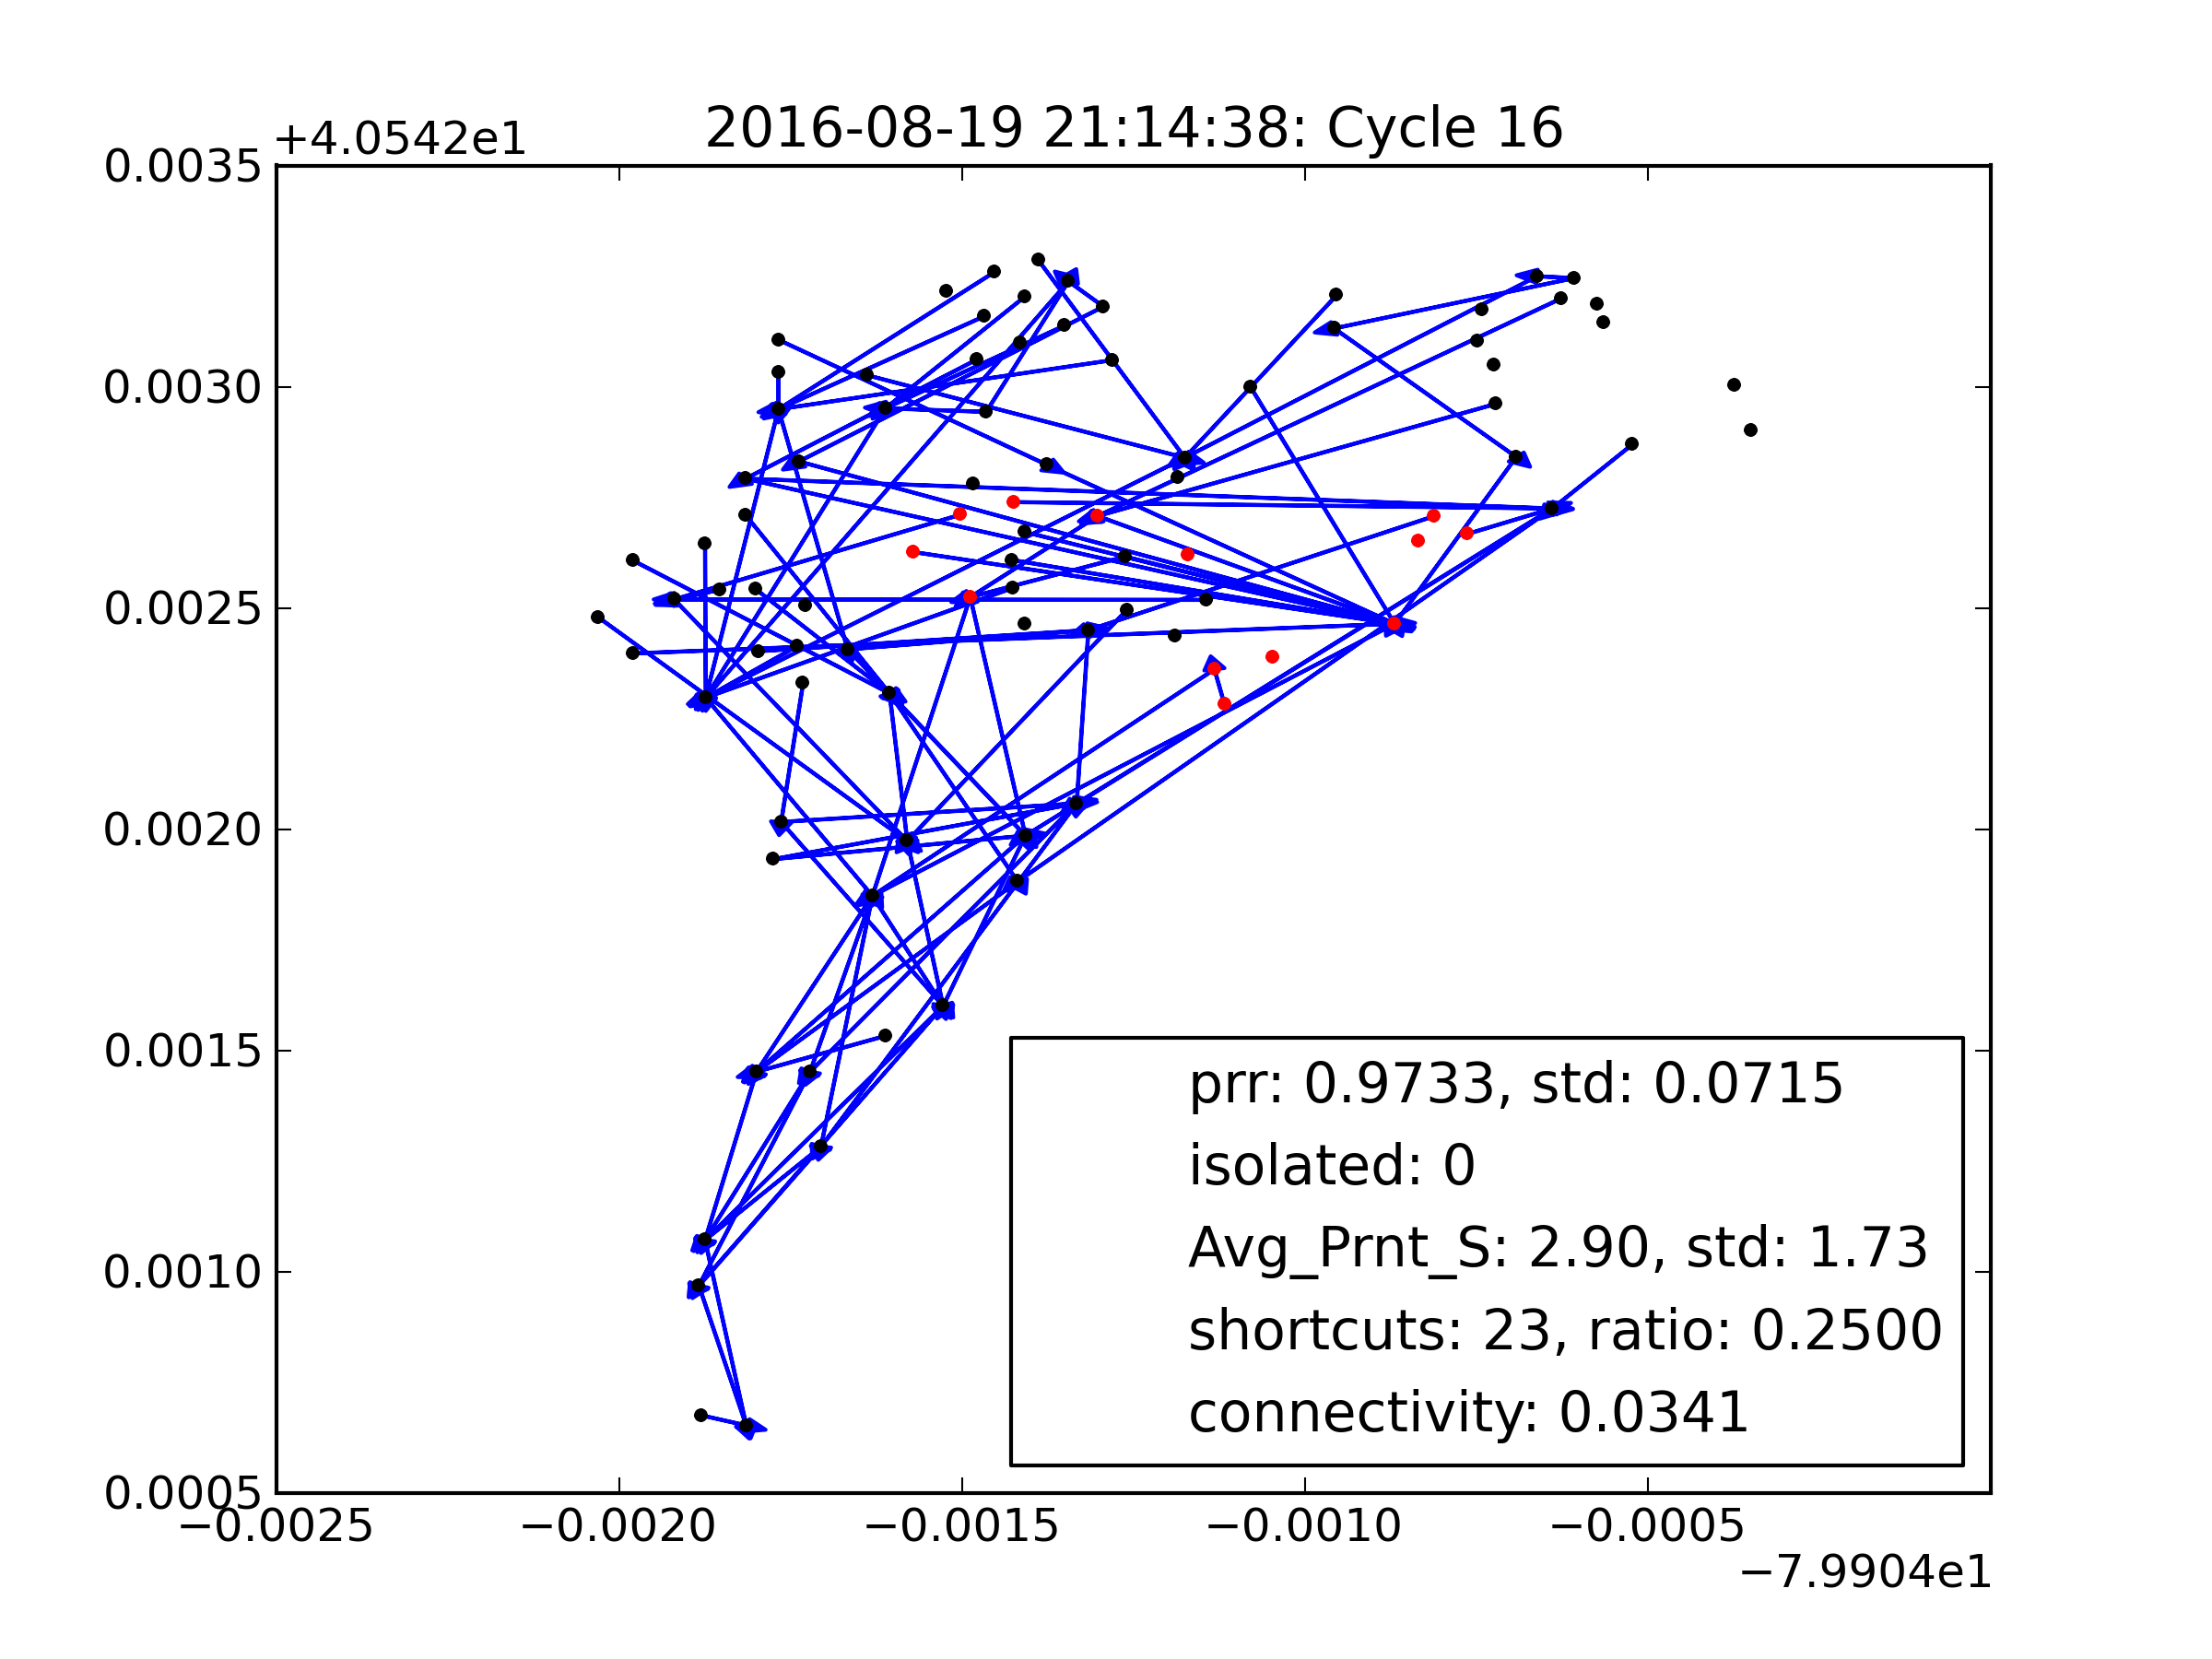 2016-08-19 21:14:38: Cycle 16
+4.0542e1
0.0035
0.0030
0.0025
0.0020
0.0015
0.0010
0.0005
prr: 0.9733, std: 0.0715
isolated: 0
Avg_Prnt_S: 2.90, std: 1.73
shortcuts: 23, ratio: 0.2500
connectivity: 0.0341
−0.0025 −0.0020 −0.0015 −0.0010 −0.0005
−7.9904e1